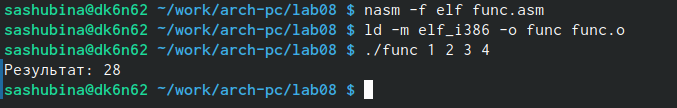 sashubina@dk6n62 ~/work/arch-pc/lab08 $ nasm -f elf func.asm
sashubina@dk6n62 ~/work/arch-pc/lab08 $ ld -m elf_i386 -o func func.o
sashubina@dk6n62 ~/work/arch-pc/lab08 $ ./func 1 2 3 4
Результат: 28
sashubina@dk6n62 ~/work/arch-pc/lab08 $